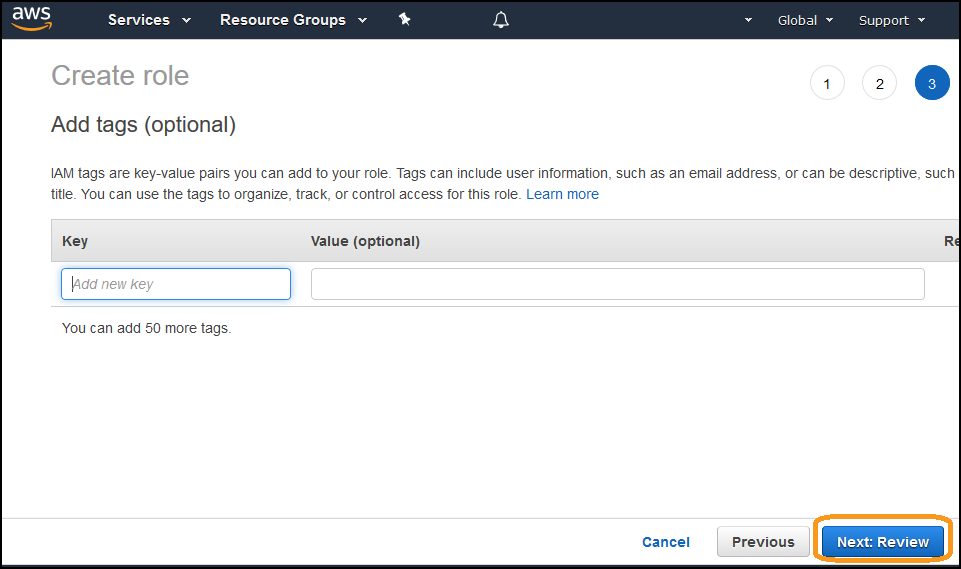 aws Services Resource Groups Global Support
Create role
1 2 3
Add tags (optional)
IAM tags are key-value pairs you can add to your role. Tags can include user information, such as an email address, or can be descriptive, such
title. You can use the tags to organize, track, or control access for this role. Learn more
Key Value (optional) Re
Add new key
You can add 50 more tags.
Cancel Previous Next: Review